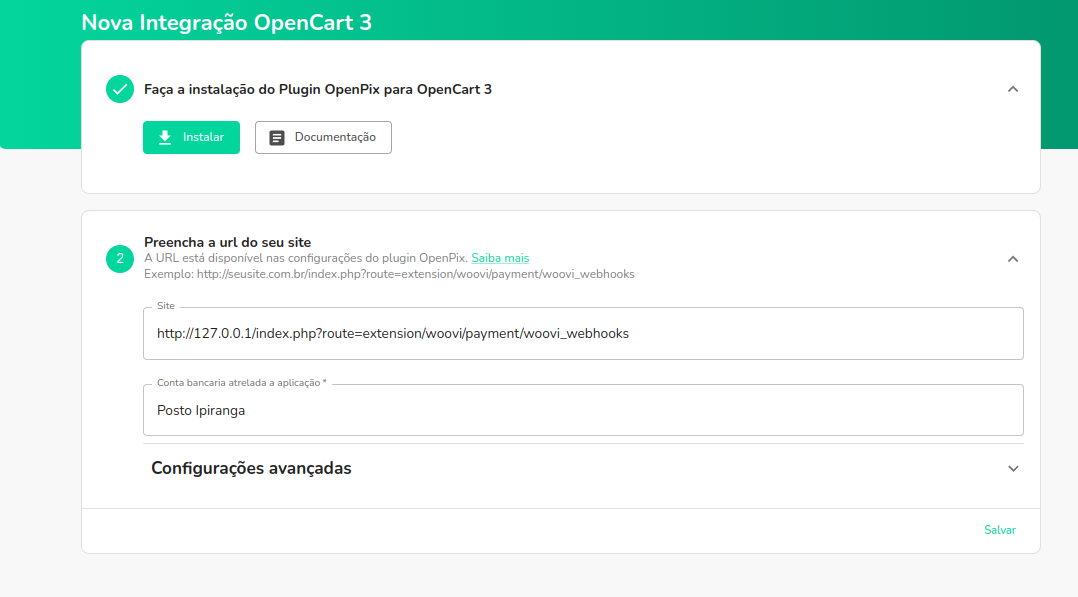 Nova Integração OpenCart 3
Faça a instalação do Plugin OpenPix para OpenCart 3
Instalar
Documentação
2
Preencha a url do seu site
A URL está disponível nas configurações do plugin OpenPix. Saiba mais
Exemplo: http://seusite.com.br/index.php?route=extension/woovi/payment/woovi_webhooks
Site
http://127.0.0.1/index.php?route=extension/woovi/payment/woovi_webhooks
Conta bancaria atrelada a aplicação *
Posto Ipiranga
Configurações avançadas
Salvar